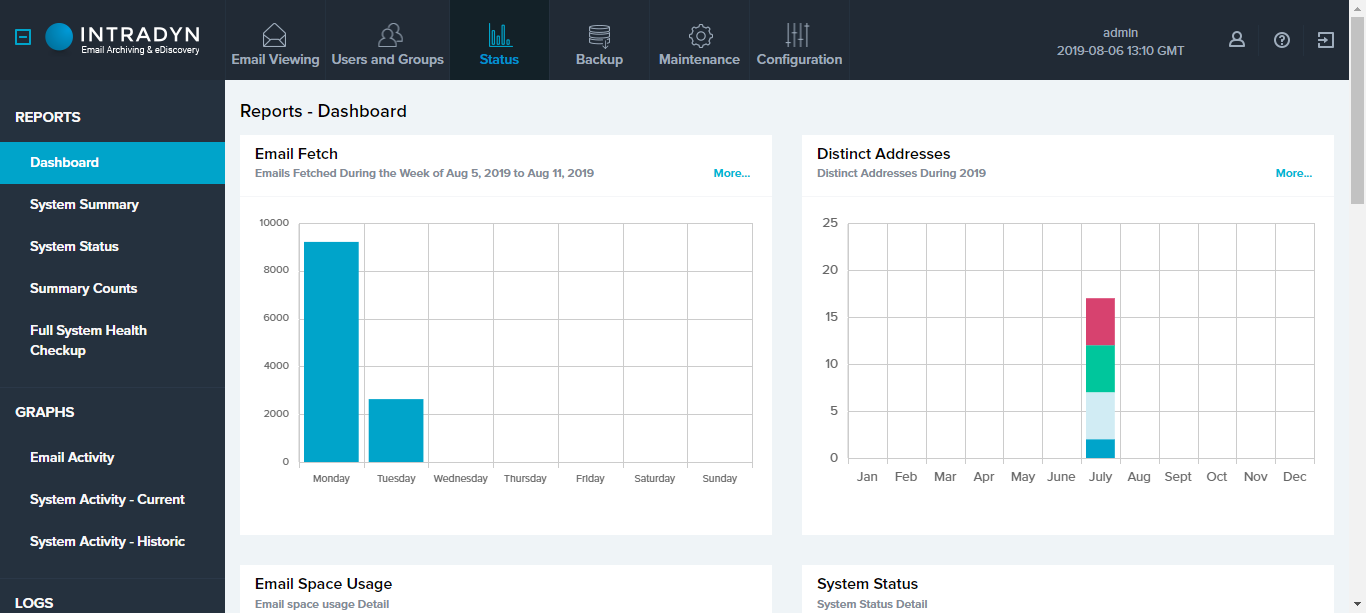 INTRADYN
Email Archiving & eDiscovery
Email Viewing
Users and Groups
Status
Backup
Maintenance
Configuration
admin
2019-08-06 13:10 GMT
REPORTS
Dashboard
System Summary
System Status
Summary Counts
Full System Health
Checkup
GRAPHS
Email Activity
System Activity - Current
System Activity - Historic
LOGS
Reports - Dashboard
Email Fetch
Emails Fetched During the Week of Aug 5, 2019 to Aug 11, 2019
More...
10000
8000
6000
4000
2000
0
Monday Tuesday Wednesday Thursday Friday Saturday Sunday
Distinct Addresses
Distinct Addresses During 2019
More...
25
20
15
10
5
0
Jan Feb Mar Apr May June July Aug Sept Oct Nov Dec
Email Space Usage
Email space usage Detail
System Status
System Status Detail